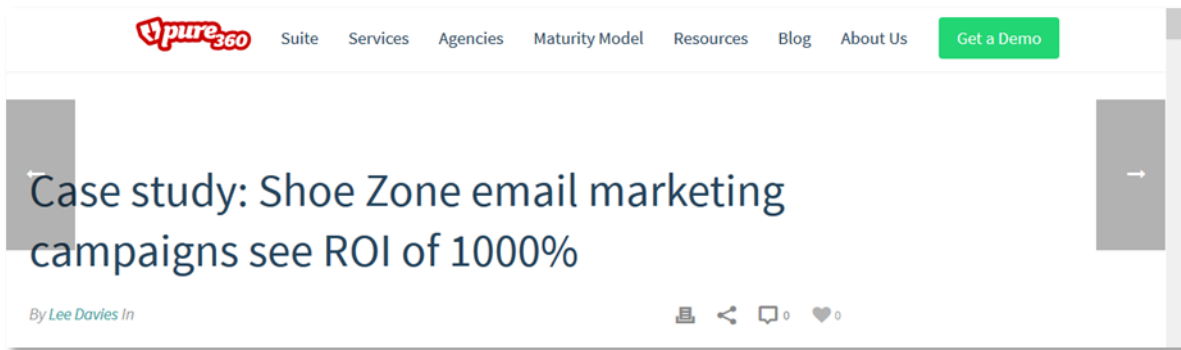 pure360 Suite Services Agencies Maturity Model Resources Blog About Us Get a Demo
Case study: Shoe Zone email marketing
campaigns see ROI of 1000%
By Lee Davies In 0 0